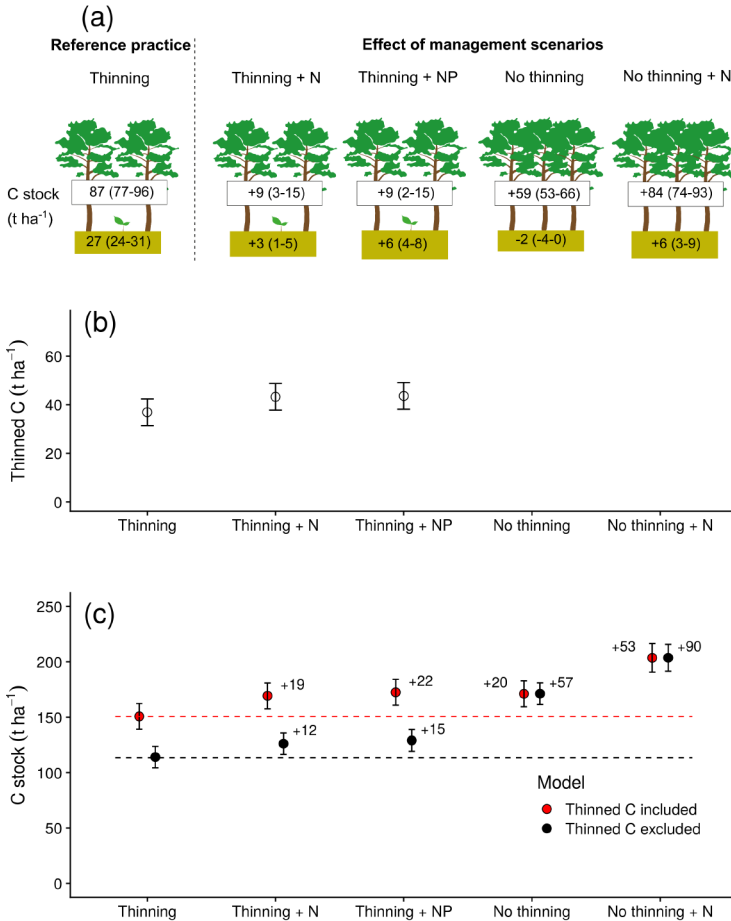 (a)
Reference practice
Effect of management scenarios
Thinning
Thinning + N
Thinning + NP
No thinning
No thinning + N
C stock
(t ha⁻¹)
87 (77-96)
+9 (3-15)
+9 (2-15)
+59 (53-66)
+84 (74-93)
27 (24-31)
+3 (1-5)
+6 (4-8)
-2 (-4-0)
+6 (3-9)
(b)
Thinned C (t ha⁻¹)
60
40
20
0
Thinning
Thinning + N
Thinning + NP
No thinning
No thinning + N
(c)
C stock (t ha⁻¹)
250
200
150
100
50
0
+19
+12
+22
+15
+20
+57
+53
+90
Model
Thinned C included
Thinned C excluded
Thinning
Thinning + N
Thinning + NP
No thinning
No thinning + N